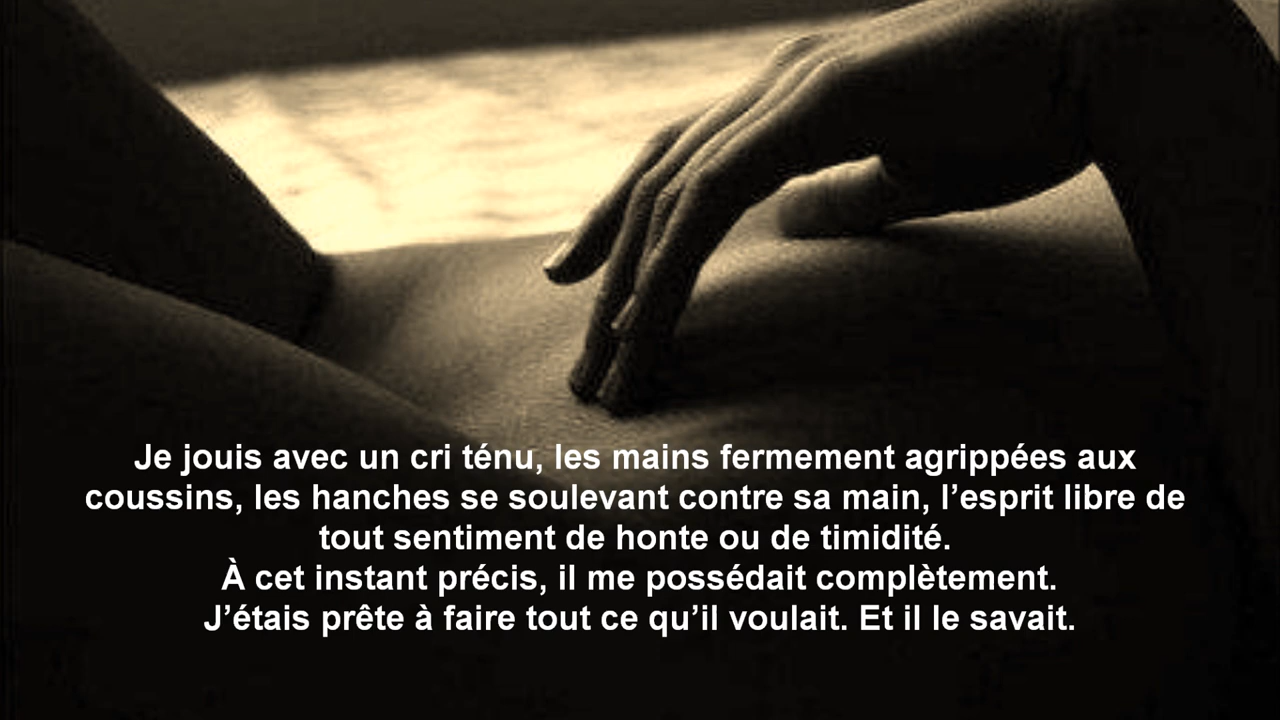 Je jouis avec un cri ténu, les mains fermement agrippées aux
coussins, les hanches se soulevant contre sa main, l’esprit libre de
tout sentiment de honte ou de timidité.
À cet instant précis, il me possédait complètement.
J’étais prête à faire tout ce qu’il voulait. Et il le savait.